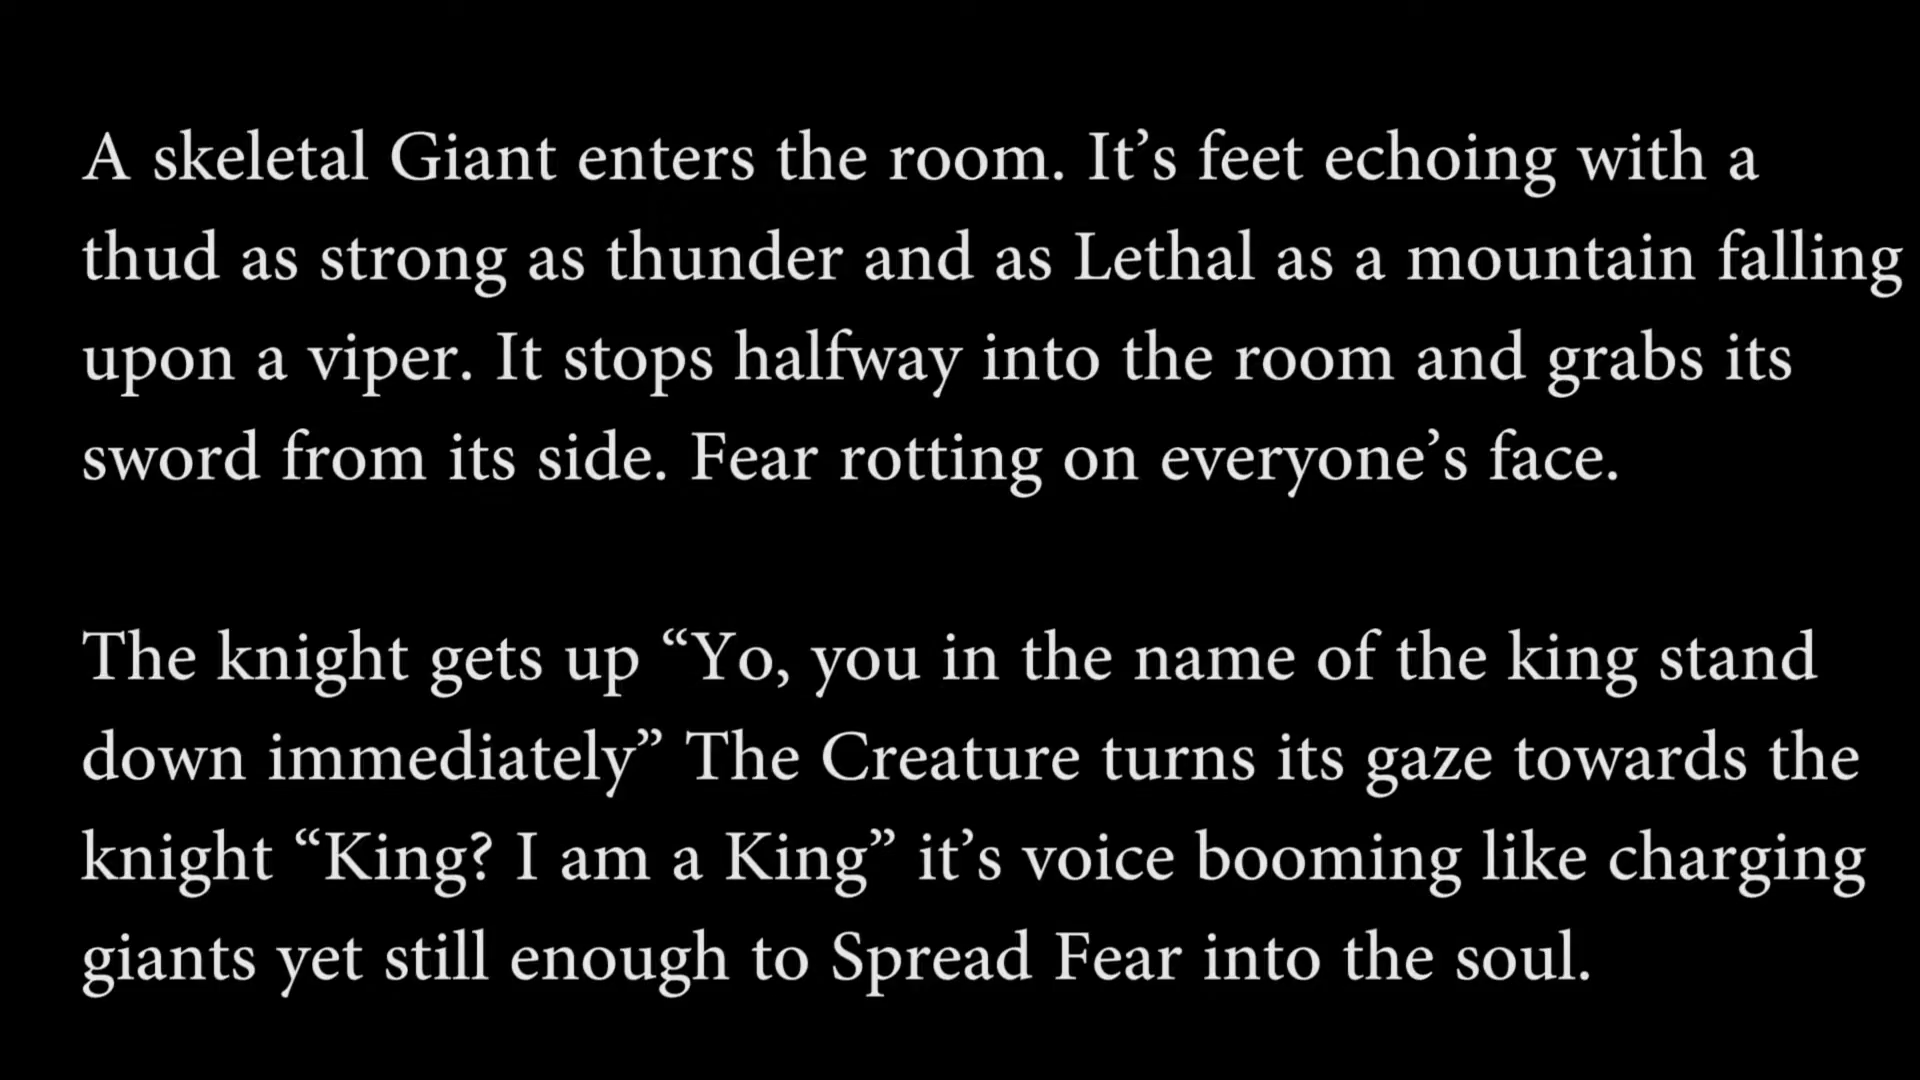 A skeletal Giant enters the room. It’s feet echoing with a
thud as strong as thunder and as Lethal as a mountain falling
upon a viper. It stops halfway into the room and grabs its
sword from its side. Fear rotting on everyone’s face.
The knight gets up “Yo, you in the name of the king stand
down immediately” The Creature turns its gaze towards the
knight “King? I am a King” it’s voice booming like charging
giants yet still enough to Spread Fear into the soul.